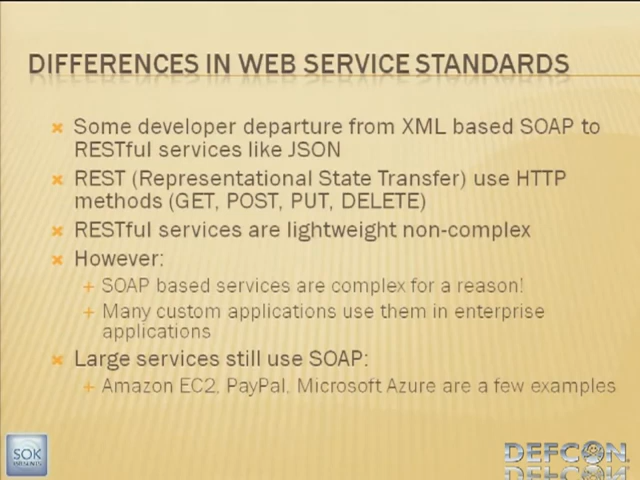 DIFFERENCES IN WEB SERVICE STANDARDS
Some developer departure from XML based SOAP to
RESTful services like JSON
REST (Representational State Transfer) use HTTP
methods (GET, POST, PUT, DELETE)
RESTful services are lightweight non-complex
However:
SOAP based services are complex for a reason!
Many custom applications use them in enterprise
applications
Large services still use SOAP:
Amazon EC2, PayPal, Microsoft Azure are a few examples
SOK
DEFCON